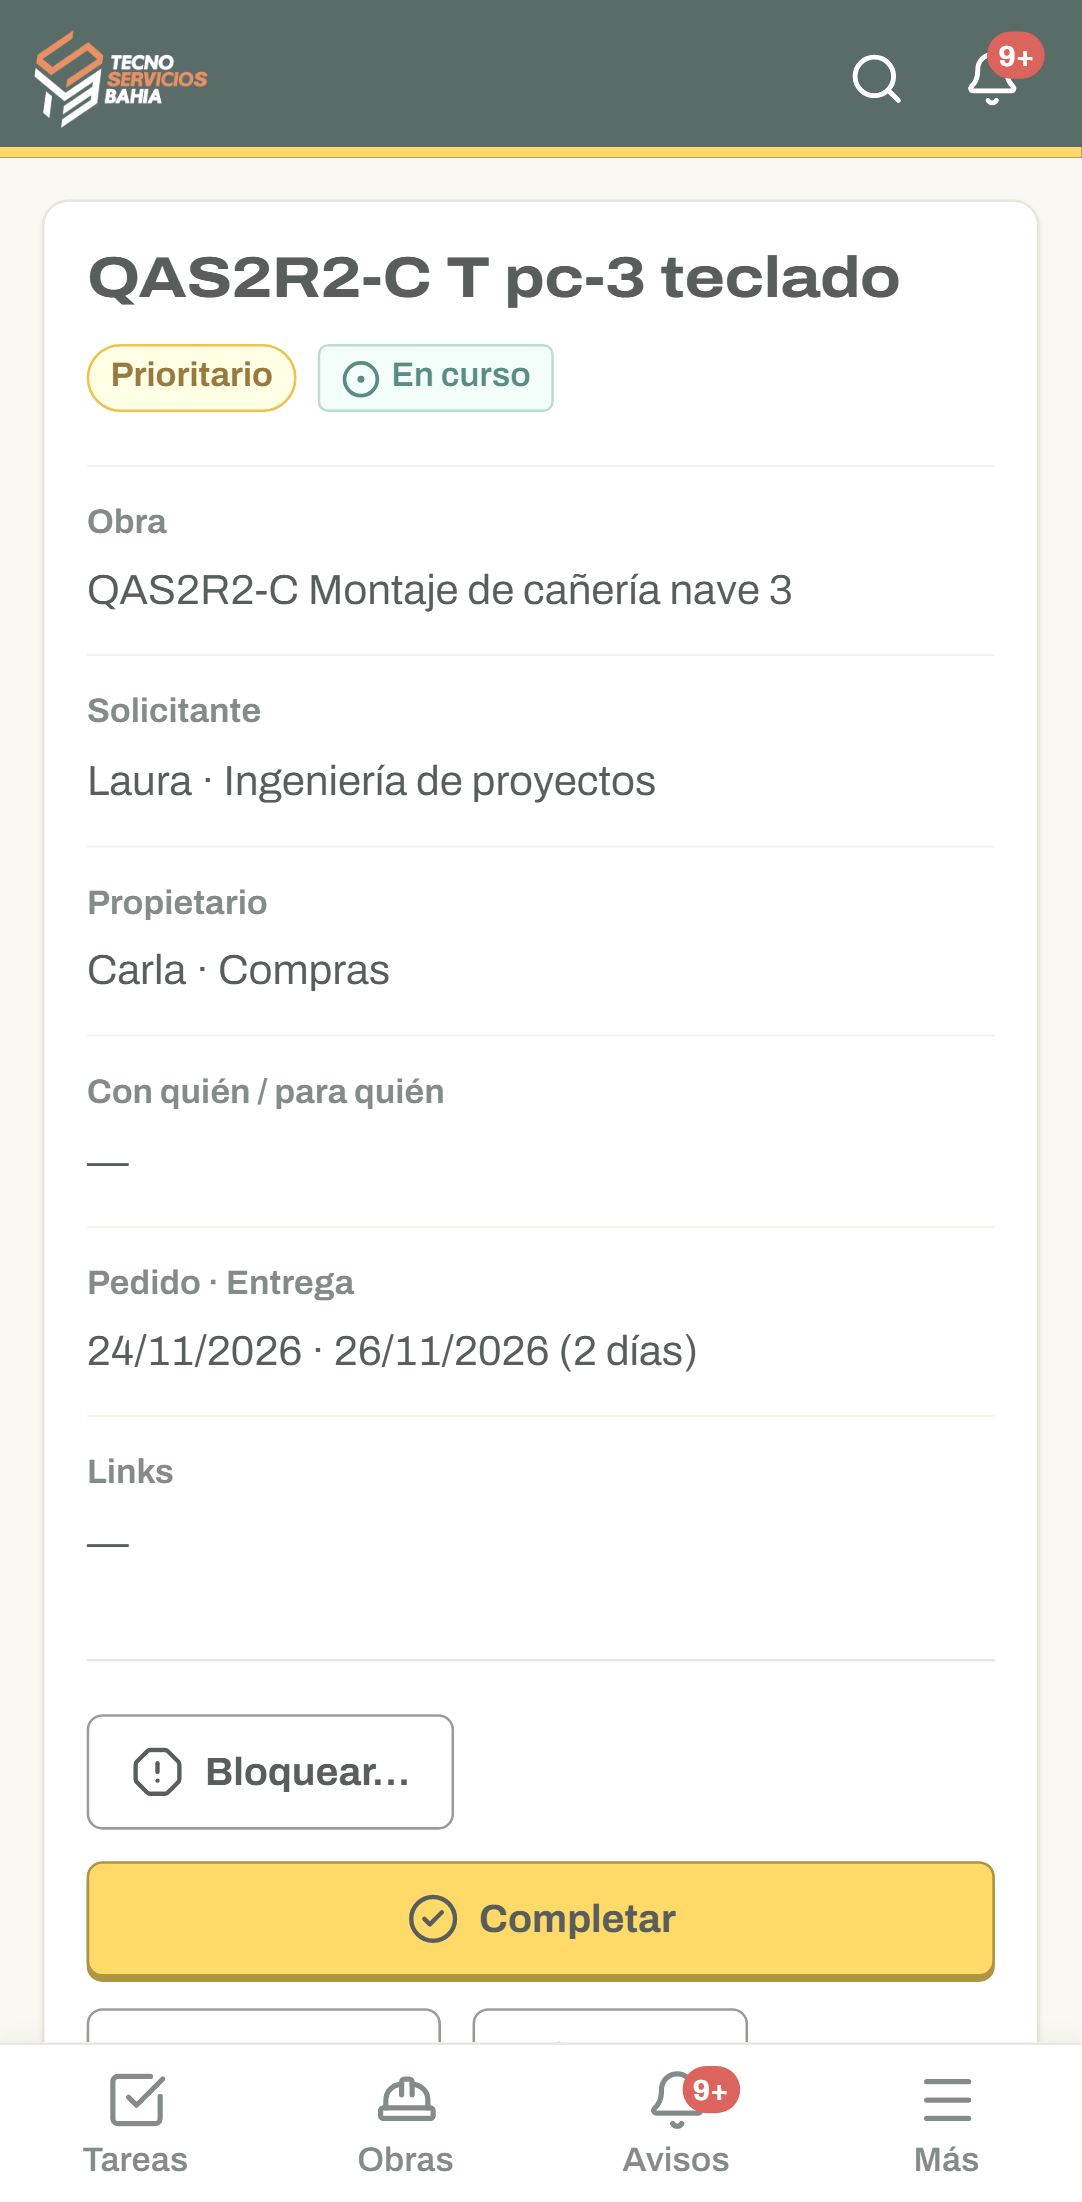 TECNO
SERVICIOS
BAHIA
9+
QAS2R2-C T pc-3 teclado
Prioritario
En curso
Obra
QAS2R2-C Montaje de cañería nave 3
Solicitante
Laura · Ingeniería de proyectos
Propietario
Carla · Compras
Con quién / para quién
—
Pedido · Entrega
24/11/2026 · 26/11/2026 (2 días)
Links
—
Bloquear...
Completar
9+
Tareas
Obras
Avisos
Más